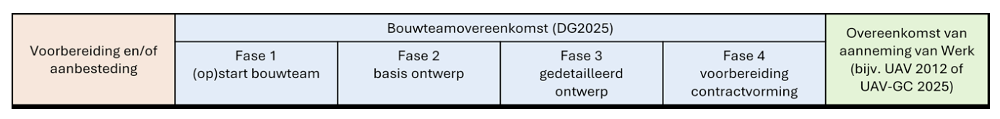 Voorbereiding en/of
aanbesteding
Bouwteamovereenkomst (DG2025)
Fase 1
(op)start bouwteam
Fase 2
basis ontwerp
Fase 3
gedetailleerd
ontwerp
Fase 4
voorbereiding
contractvorming
Overeenkomst van
aanneming van Werk
(bijv. UAV 2012 of
UAV-GC 2025)